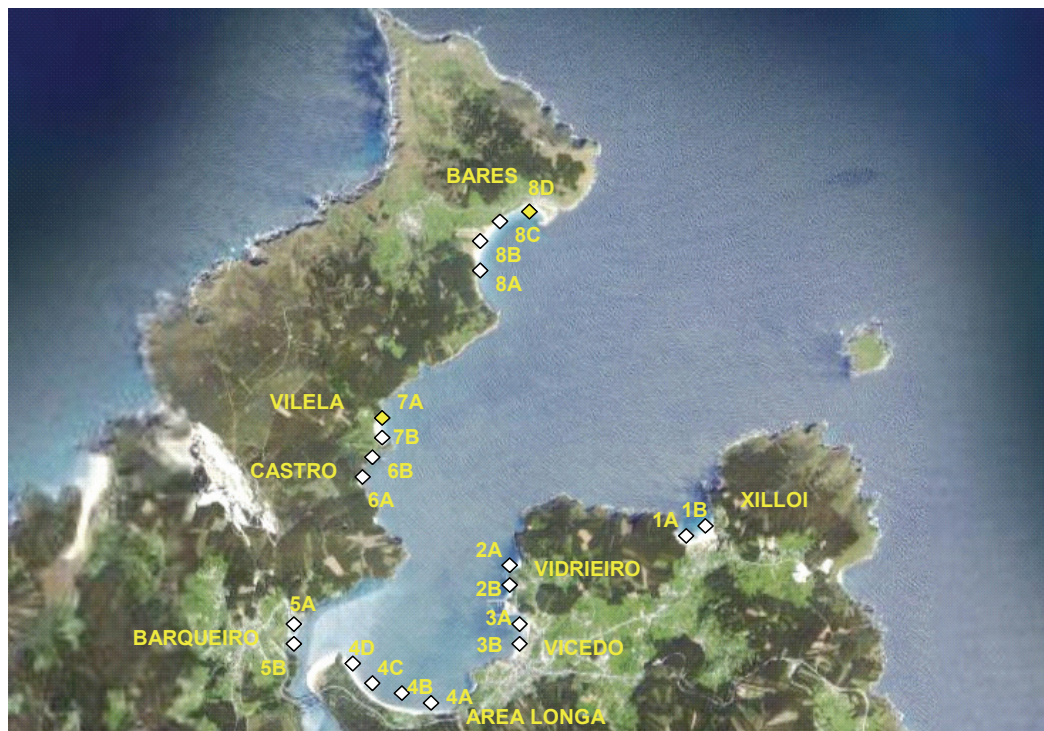 BARES
8D
8C
8B
8A
VILELA
7A
7B
CASTRO
6B
6A
XILLOI
1B
1A
2A
VIDRIEIRO
2B
5A
3A
BARQUEIRO
VICEDO
3B
4D
5B
4C
4B
4A
AREA LONGA